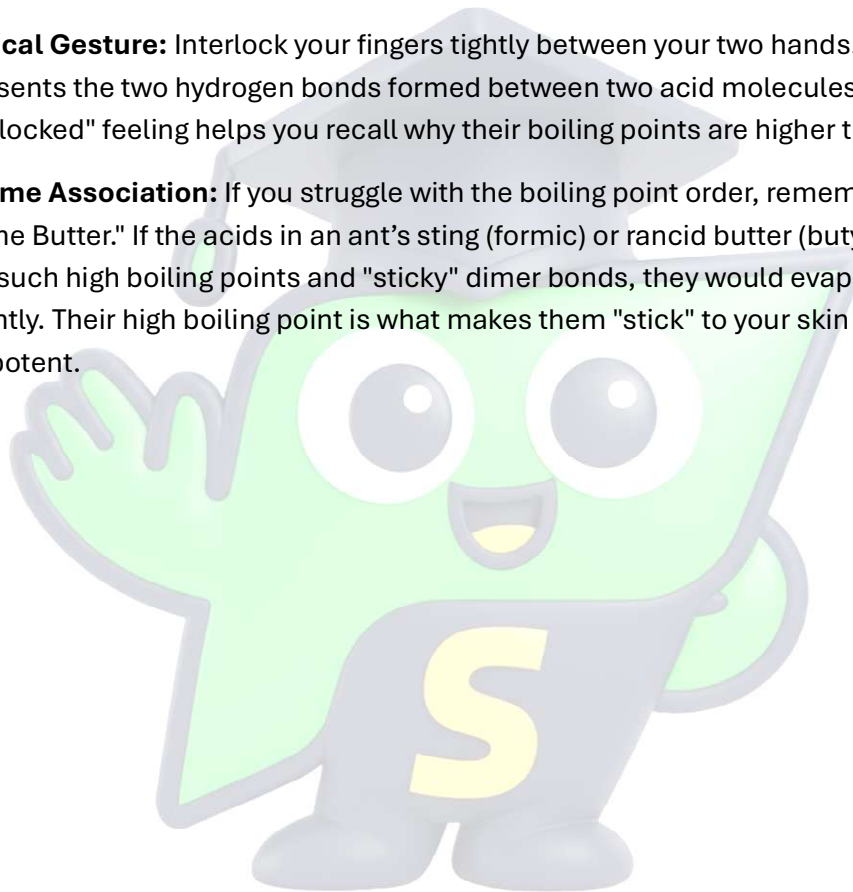 cal Gesture: Interlock your fingers tightly between your two hands.
sents the two hydrogen bonds formed between two acid molecules
locked" feeling helps you recall why their boiling points are higher t
me Association: If you struggle with the boiling point order, remem
ne Butter." If the acids in an ant’s sting (formic) or rancid butter (buty
such high boiling points and "sticky" dimer bonds, they would evap
ntly. Their high boiling point is what makes them "stick" to your skin
potent.
S